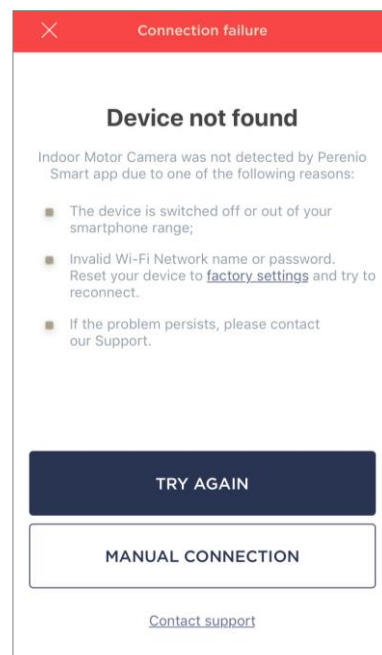 Connection failure
Device not found
Indoor Motor Camera was not detected by Perenio
Smart app due to one of the following reasons:
The device is switched off or out of your
smartphone range;
Invalid Wi-Fi Network name or password.
Reset your device to factory settings and try to
reconnect.
If the problem persists, please contact
our Support.
TRY AGAIN
MANUAL CONNECTION
Contact support